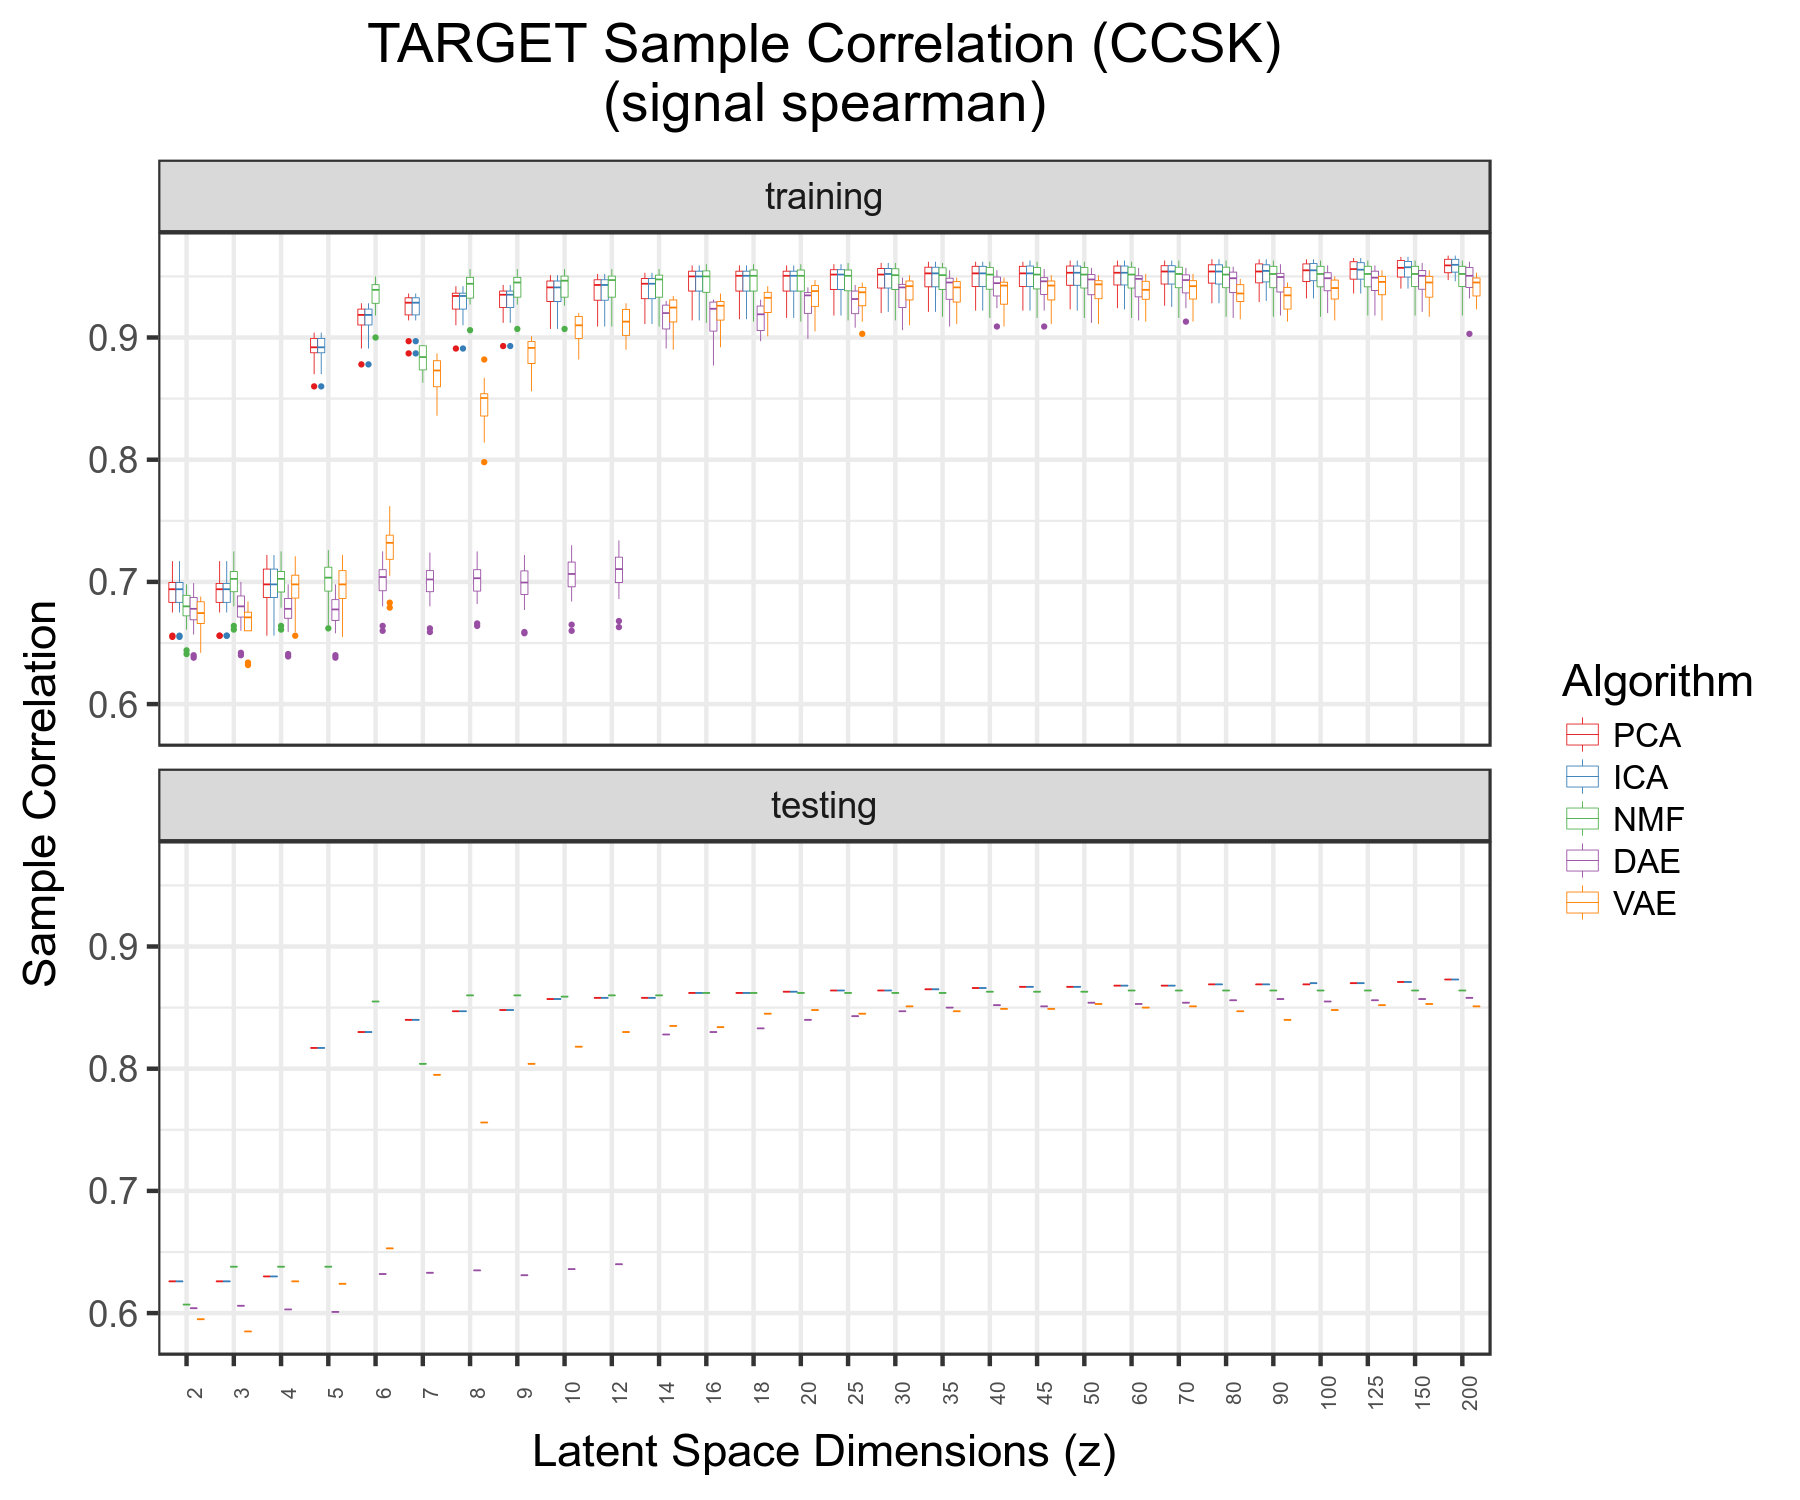 TARGET Sample Correlation (CCSK)
(signal spearman)
training
0.9
0.8
0.7
0.6
testing
0.9
0.8
0.7
0.6
Sample Correlation
2 3 4 5 6 7 8 9 10 12 14 16 18 20 25 30 35 40 45 50 60 70 80 90 100 125 150 200
Latent Space Dimensions (z)
Algorithm
PCA
ICA
NMF
DAE
VAE